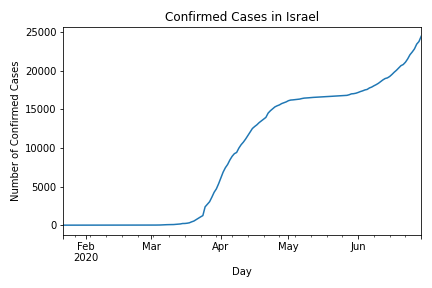 Confirmed Cases in Israel
Number of Confirmed Cases
25000
20000
15000
10000
5000
0
Feb Mar Apr May Jun
2020
Day